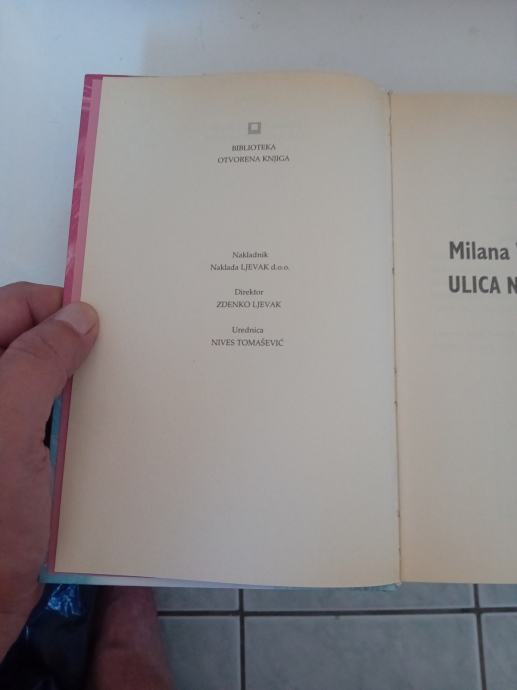 BIBLIOTEKA
OTVORENA KNJIGA
Nakladnik
Naklada LJEVAK d.o.o.
Direktor
ZDENKO LJEVAK
Urednica
NIVES TOMAŠEVIĆ
Milana
ULICA